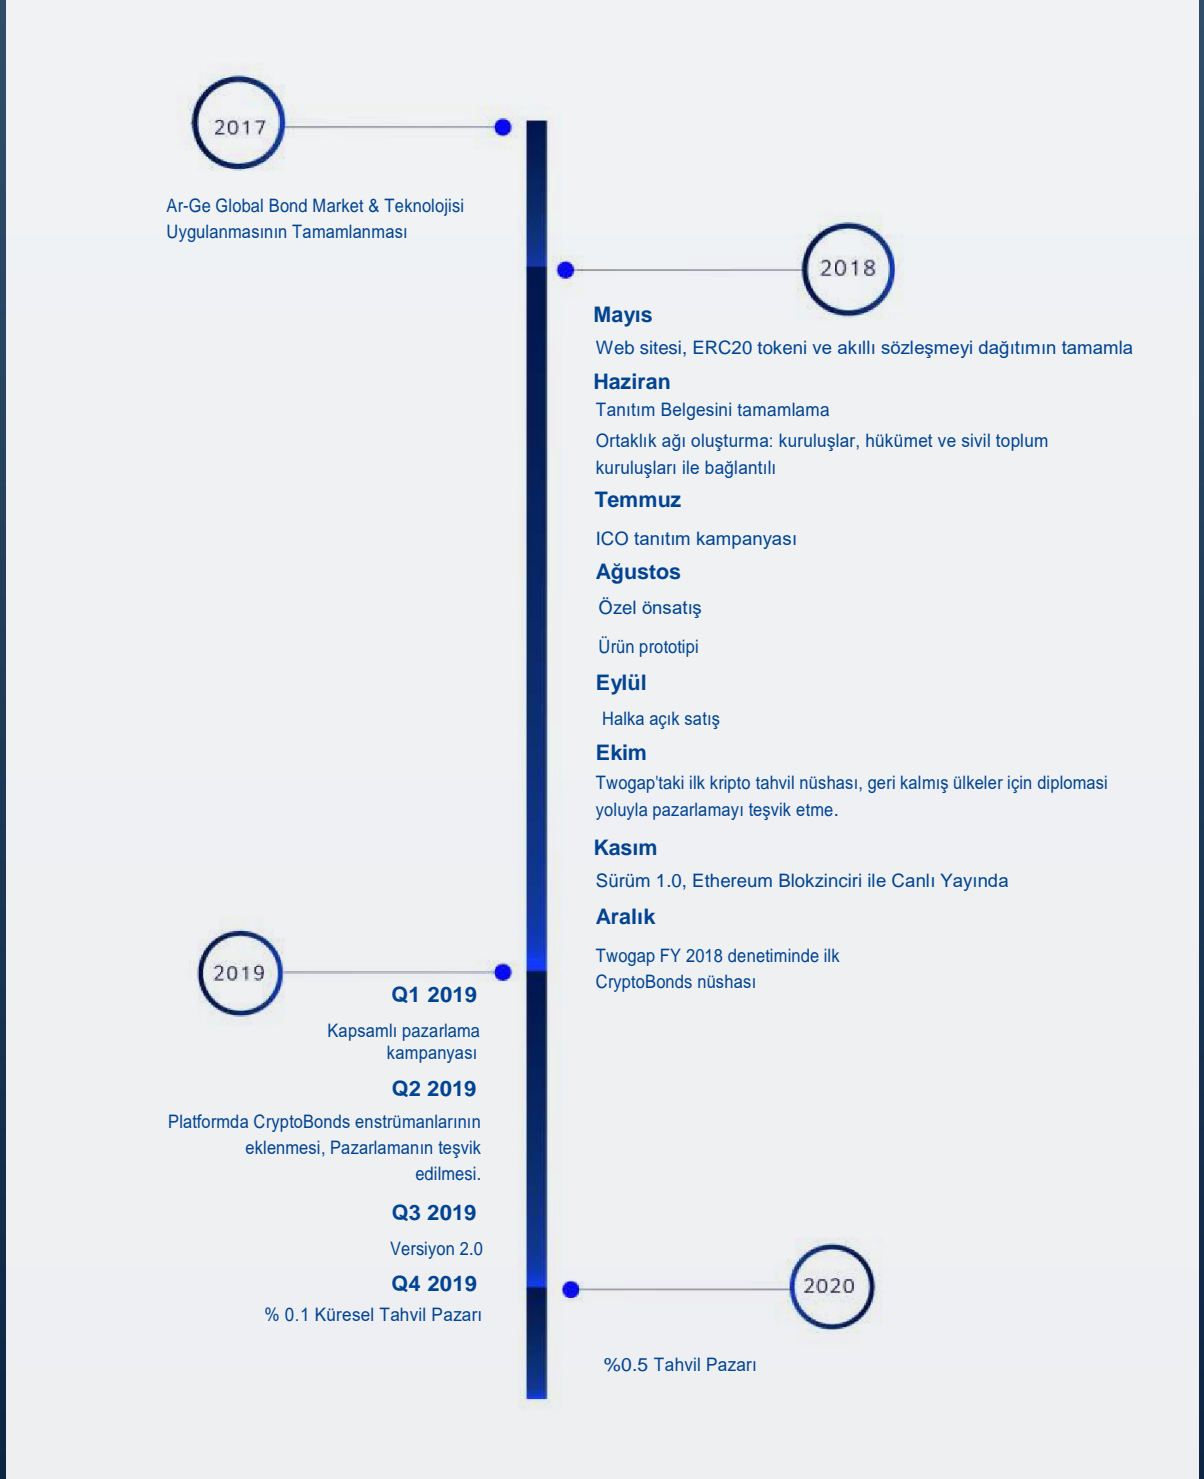 2017
Ar-Ge Global Bond Market & Teknolojisi
Uygulanmasının Tamamlanması
2018
Mayıs
Web sitesi, ERC20 tokeni ve akıllı sözleşmeyi dağıtımın tamamla
Haziran
Tanıtım Belgesini tamamlama
Ortaklık ağı oluşturma: kuruluşlar, hükümet ve sivil toplum
kuruluşları ile bağlantılı
Temmuz
ICO tanıtım kampanyası
Ağustos
Özel önsatış
Ürün prototipi
Eylül
Halka açık satış
Ekim
Twogap'taki ilk kripto tahvil nüshası, geri kalmış ülkeler için diplomasi
yoluyla pazarlamayı teşvik etme.
Kasım
Sürüm 1.0, Ethereum Blokzinciri ile Canlı Yayında
Aralık
Twogap FY 2018 denetiminde ilk
CryptoBonds nüshası
2019
Q1 2019
Kapsamlı pazarlama
kampanyası
Q2 2019
Platformda CryptoBonds enstrümanlarının
eklenmesi, Pazarlamanın teşvik
edilmesi.
Q3 2019
Versiyon 2.0
Q4 2019
% 0.1 Küresel Tahvil Pazarı
2020
%0.5 Tahvil Pazarı